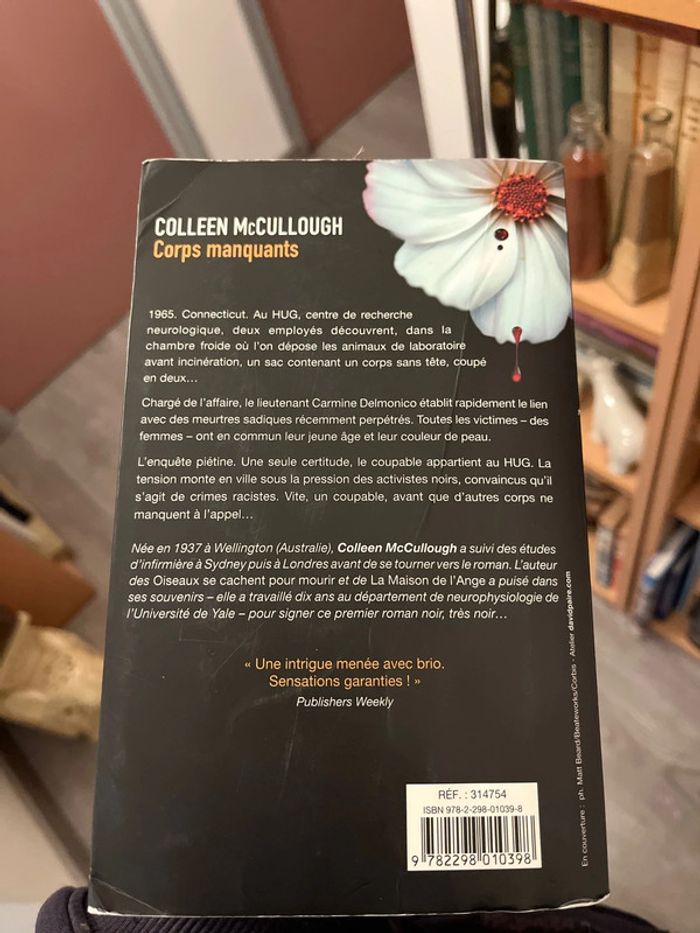 COLLEEN McCULLOUGH
Corps manquants
1965. Connecticut. Au HUG, centre de recherche
neurologique, deux employés découvrent, dans la
chambre froide où l'on dépose les animaux de laboratoire
avant incinération, un sac contenant un corps sans tête, coupé
en deux…
Chargé de l'affaire, le lieutenant Carmine Delmonico établit rapidement le lien
avec des meurtres sadiques récemment perpétrés. Toutes les victimes – des
femmes – ont en commun leur jeune âge et leur couleur de peau.
L'enquête piétine. Une seule certitude, le coupable appartient au HUG. La
tension monte en ville sous la pression des activistes noirs, convaincus qu'il
s'agit de crimes racistes. Vite, un coupable, avant que d'autres corps ne
manquent à l'appel…
Née en 1937 à Wellington (Australie), Colleen McCullough a suivi des études
d'infirmière à Sydney puis à Londres avant de se tourner vers le roman. L'auteur
des Oiseaux se cachent pour mourir et de La Maison de l'Ange a puisé dans
ses souvenirs – elle a travaillé dix ans au département de neurophysiologie de
l'Université de Yale – pour signer ce premier roman noir, très noir…
« Une intrigue menée avec brio.
Sensations garanties ! »
Publishers Weekly
RÉF. : 314754
ISBN 978-2-298-01039-8
9 782298 010398
En couverture : ph. Matt Beard/Beateworks/Corbis - Atelier davidpaire.com